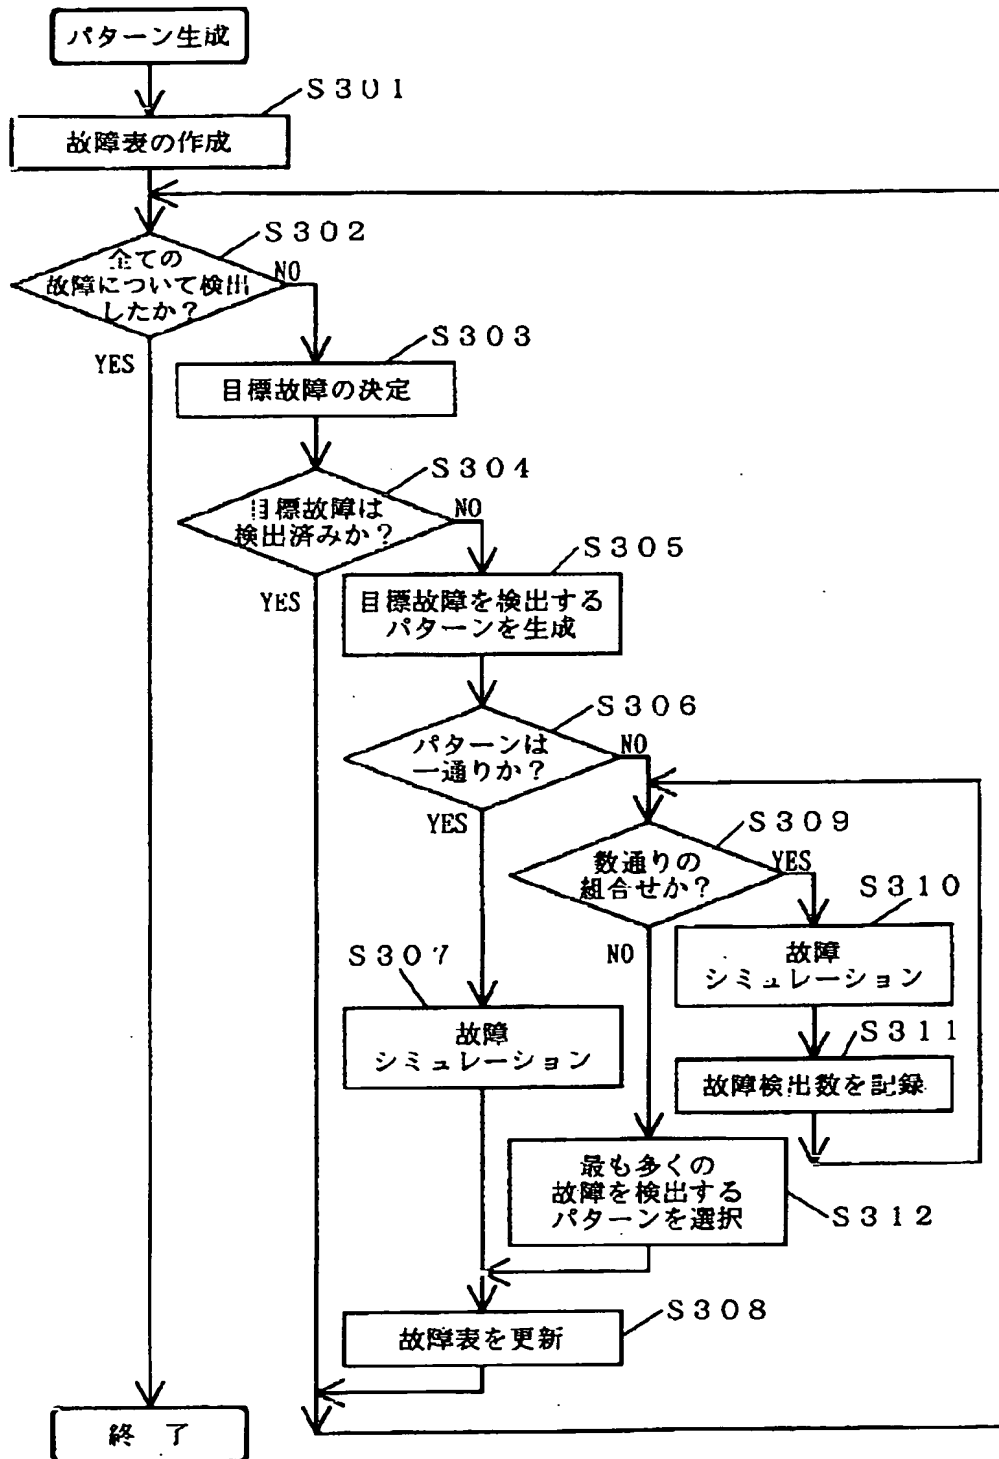 パターン生成
S301
故障表の作成
S302
全ての
故障について検出
したか？
NO
YES
S303
目標故障の決定
S304
目標故障は
検出済みか？
NO
YES
S305
目標故障を検出する
パターンを生成
S306
パターンは
一通りか？
NO
YES
S309
数通りの
組合せか？
YES
NO
S310
故障
シミュレーション
S307
故障
シミュレーション
S311
故障検出数を記録
最も多くの
故障を検出する
パターンを選択
S312
S308
故障表を更新
終 了